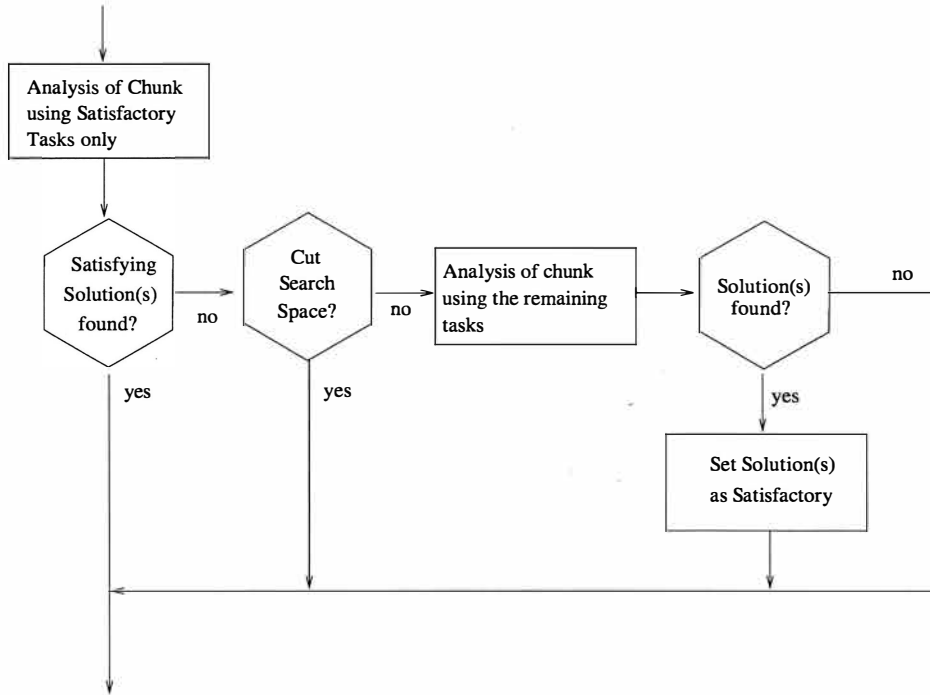 Analysis of Chunk
using Satisfactory
Tasks only
Satisfying
Solution(s)
found?
no
yes
Cut
Search
Space?
no
yes
Analysis of chunk
using the remaining
tasks
Solution(s)
found?
no
yes
Set Solution(s)
as Satisfactory